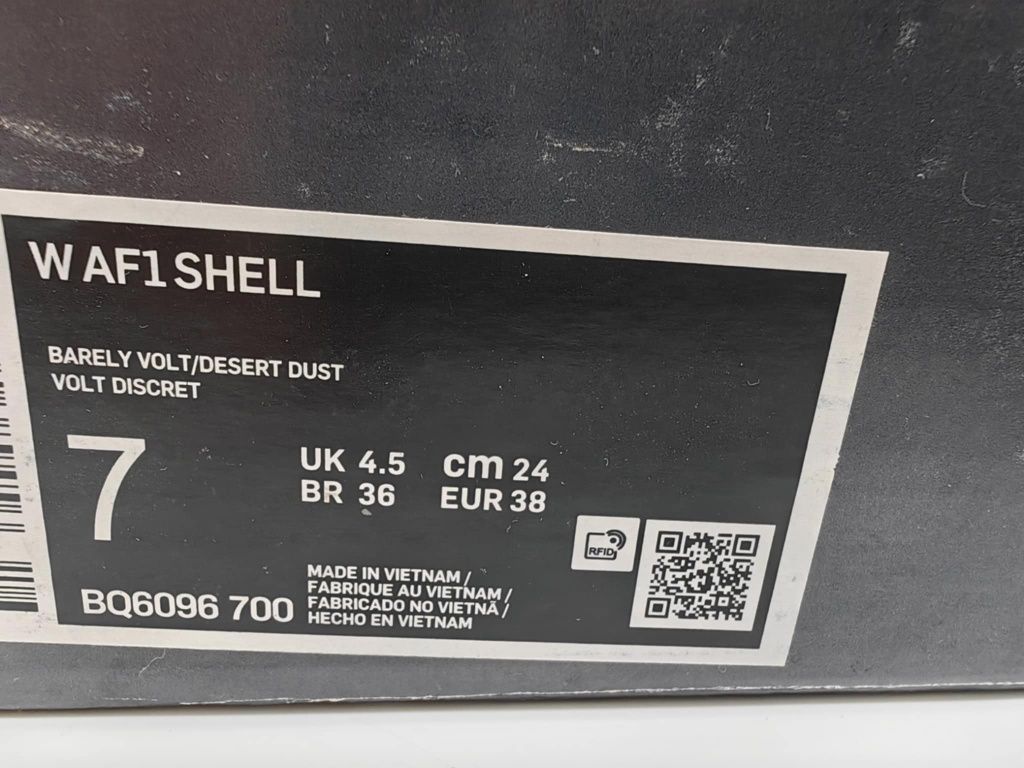 W AF1 SHELL
BARELY VOLT/DESERT DUST
VOLT DISCRET
7
UK 4.5 cm 24
BR 36 EUR 38
RFID
BQ6096 700
MADE IN VIETNAM /
FABRIQUE AU VIETNAM /
FABRICADO NO VIETNÃ /
HECHO EN VIETNAM